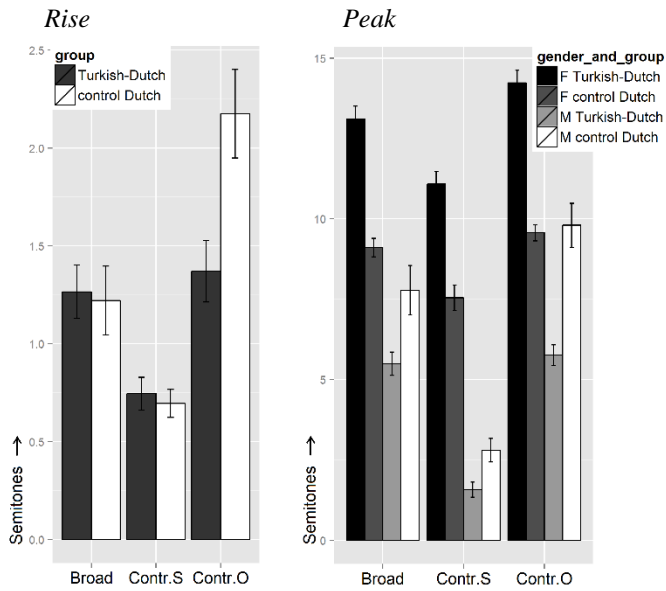 Rise
group
Turkish-Dutch
control Dutch
2.5
2.0
1.5
1.0
0.5
0.0
Semitones →
Broad Contr.S Contr.O
Peak
gender_and_group
F Turkish-Dutch
F control Dutch
M Turkish-Dutch
M control Dutch
15
10
5
0
Semitones →
Broad Contr.S Contr.O